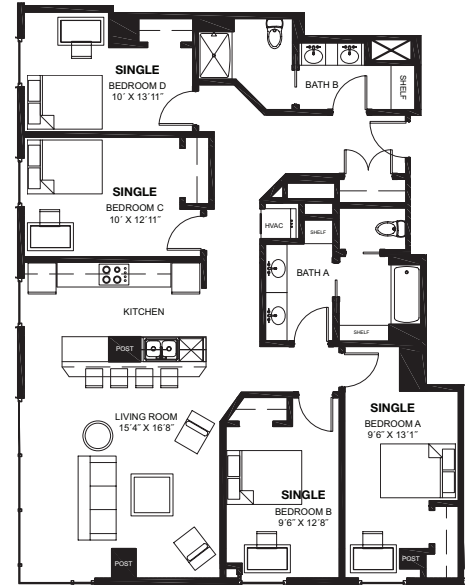 SINGLE
BEDROOM D
10´ X 13´11˝
BATH B
SHELF
SINGLE
BEDROOM C
10´ X 12´11˝
HVAC
SHELF
BATH A
SHELF
KITCHEN
POST
LIVING ROOM
15´4˝ X 16´8˝
SINGLE
BEDROOM A
9´6˝ X 13´1˝
SINGLE
BEDROOM B
9´6˝ X 12´8˝
POST
POST